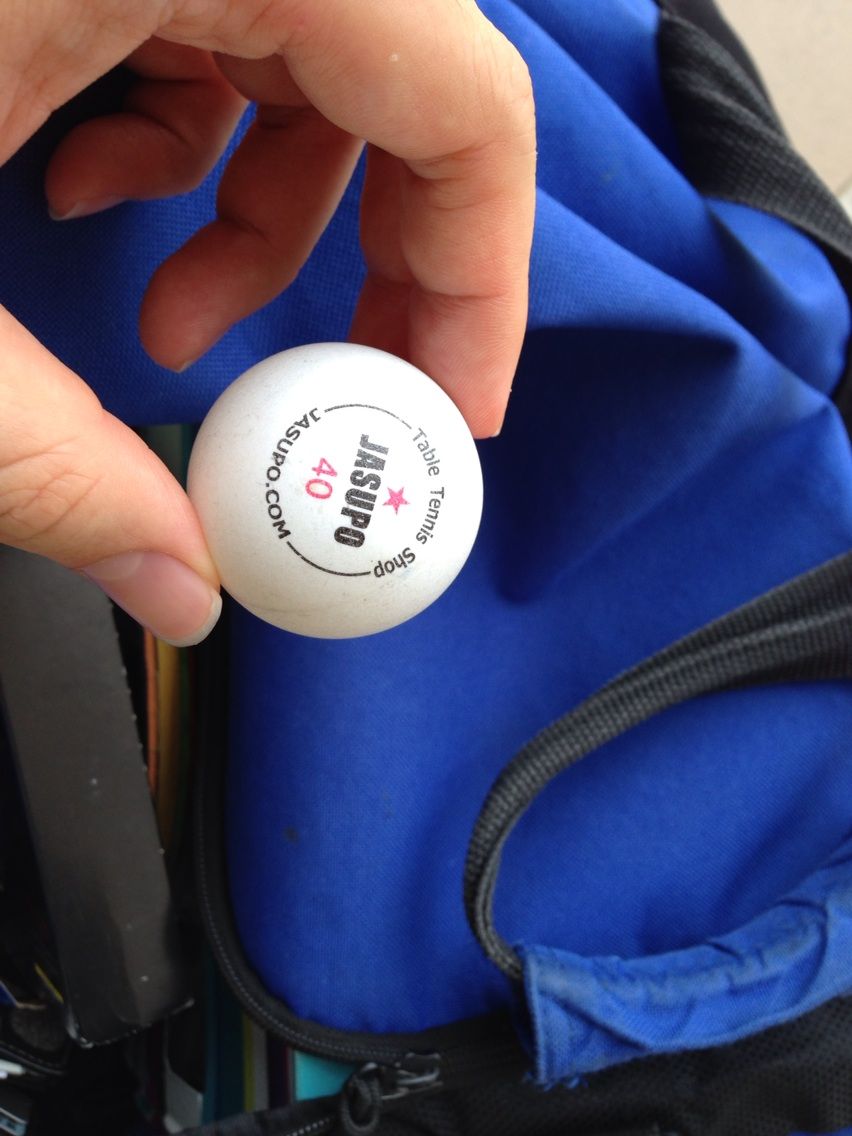 Table Tennis Shop
★
JASUPO
40
JASUPO.COM